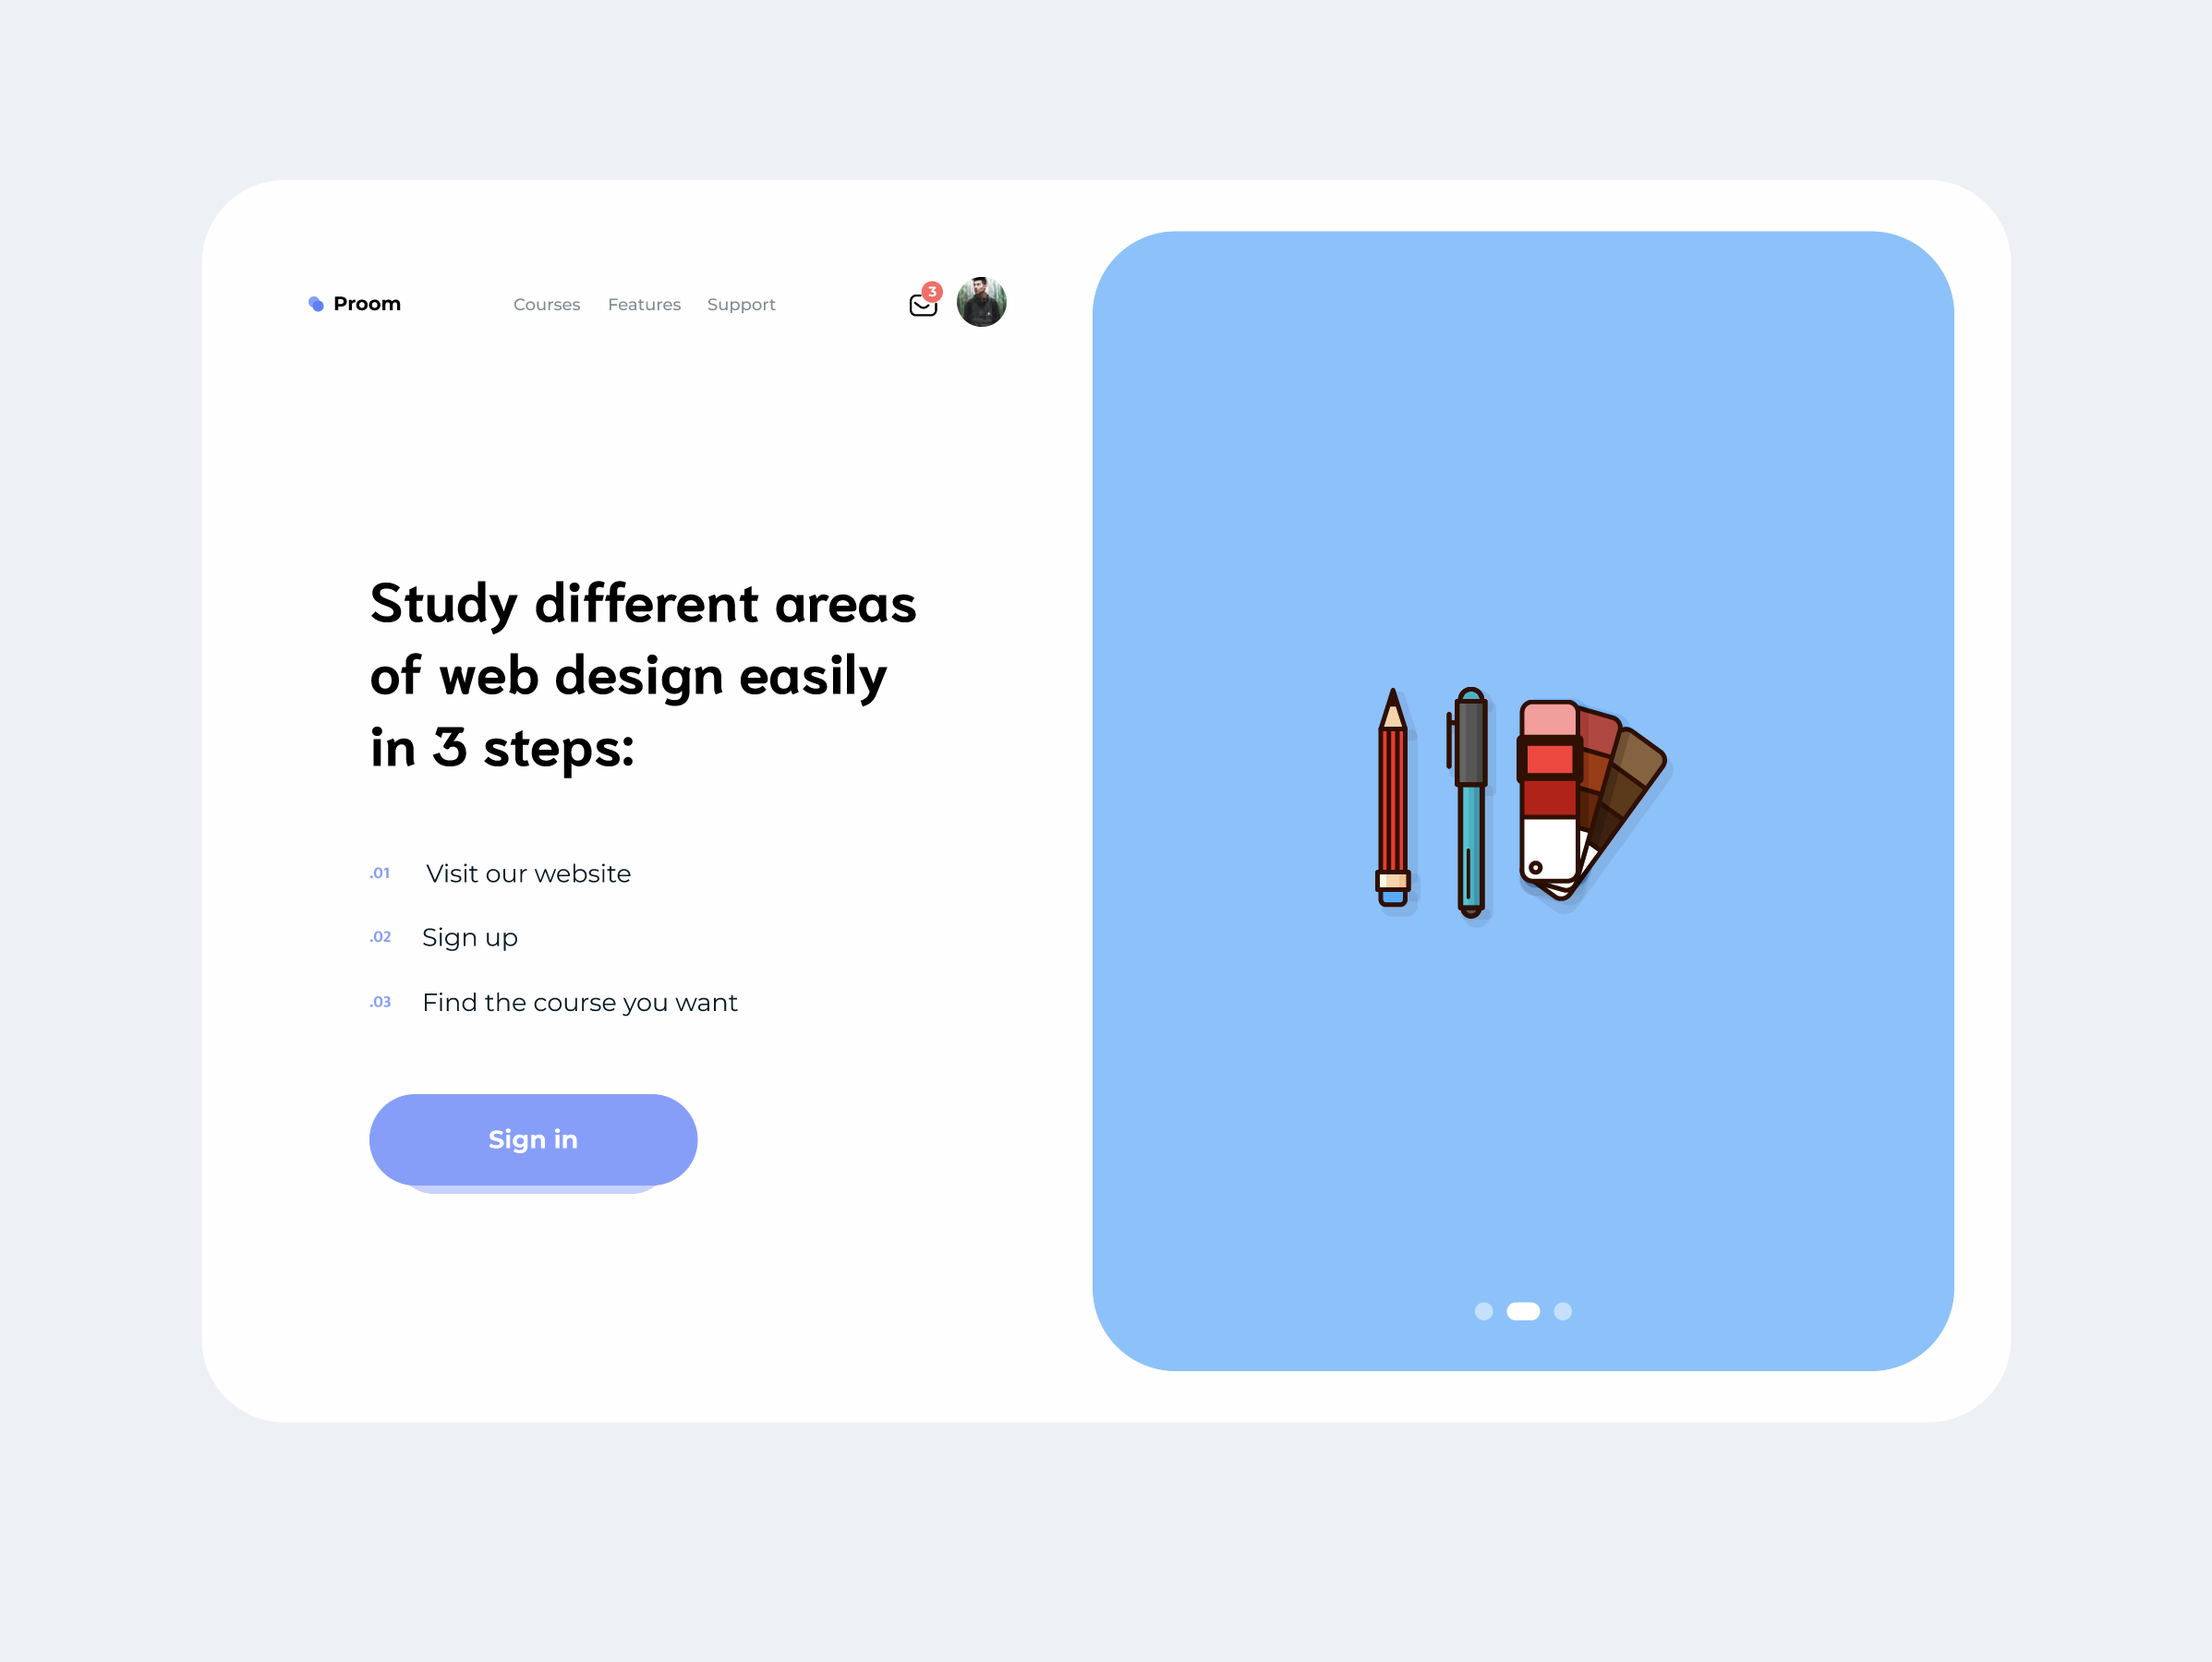 Proom
Courses Features Support
3
Study different areas
of web design easily
in 3 steps:
.01 Visit our website
.02 Sign up
.03 Find the course you want
Sign in